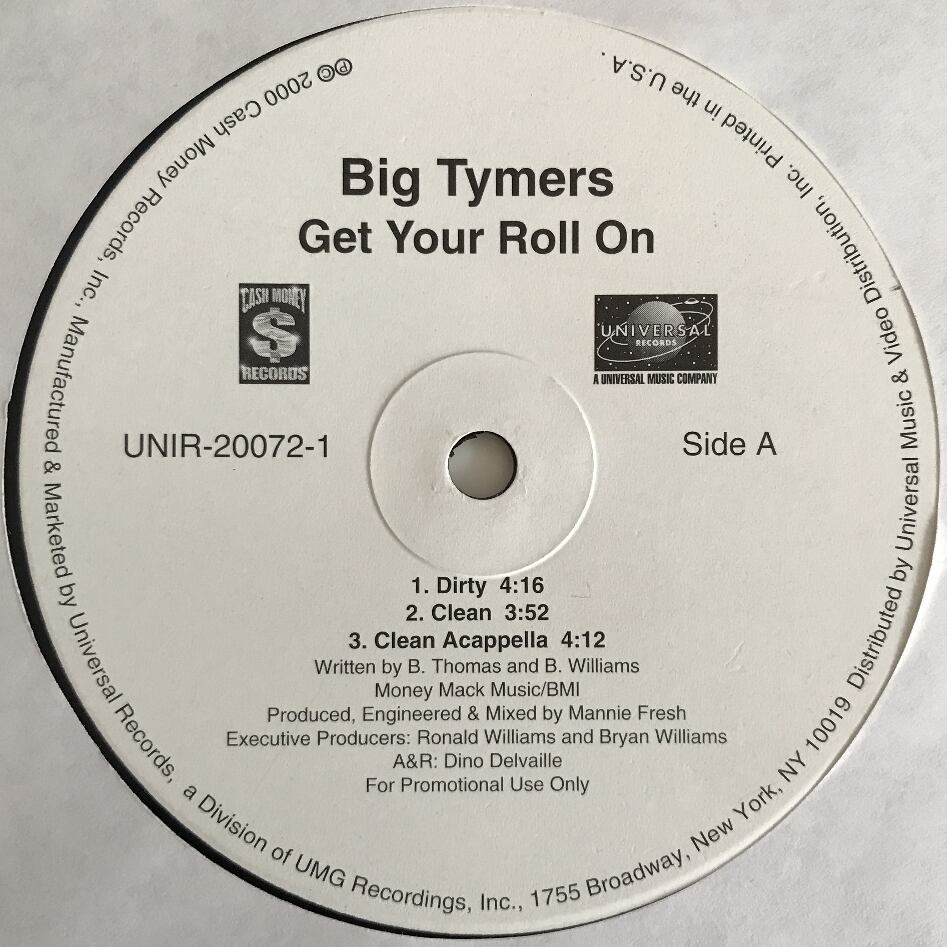 Big Tymers
Get Your Roll On
CASH MONEY
$
RECORDS
UNIVERSAL
RECORDS
A UNIVERSAL MUSIC COMPANY
UNIR-20072-1
Side A
1. Dirty 4:16
2. Clean 3:52
3. Clean Acappella 4:12
Written by B. Thomas and B. Williams
Money Mack Music/BMI
Produced, Engineered & Mixed by Mannie Fresh
Executive Producers: Ronald Williams and Bryan Williams
A&R: Dino Delvaille
For Promotional Use Only
℗© 2000 Cash Money Records, Inc., Manufactured & Marketed by Universal Records, a Division of UMG Recordings, Inc., 1755 Broadway, New York, NY 10019 Distributed by Universal Music & Video Distribution, Inc. Printed in the U.S.A.